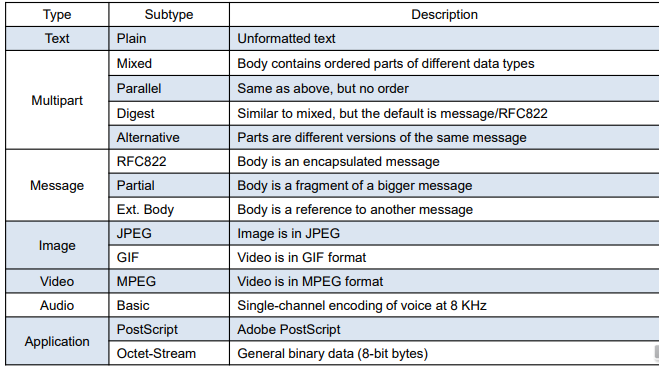 Type Subtype Description
Text Plain Unformatted text
Multipart Mixed Body contains ordered parts of different data types
Parallel Same as above, but no order
Digest Similar to mixed, but the default is message/RFC822
Alternative Parts are different versions of the same message
Message RFC822 Body is an encapsulated message
Partial Body is a fragment of a bigger message
Ext. Body Body is a reference to another message
Image JPEG Image is in JPEG
GIF Video is in GIF format
Video MPEG Video is in MPEG format
Audio Basic Single-channel encoding of voice at 8 KHz
Application PostScript Adobe PostScript
Octet-Stream General binary data (8-bit bytes)